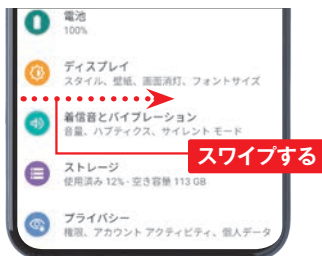 電池
100%
ディスプレイ
スタイル、壁紙、画面消灯、フォントサイズ
着信音とバイブレーション
音量、ハプティクス、サイレント モード
スワイプする
ストレージ
使用済み 12% - 空き容量 113 GB
プライバシー
権限、アカウント アクティビティ、個人データ